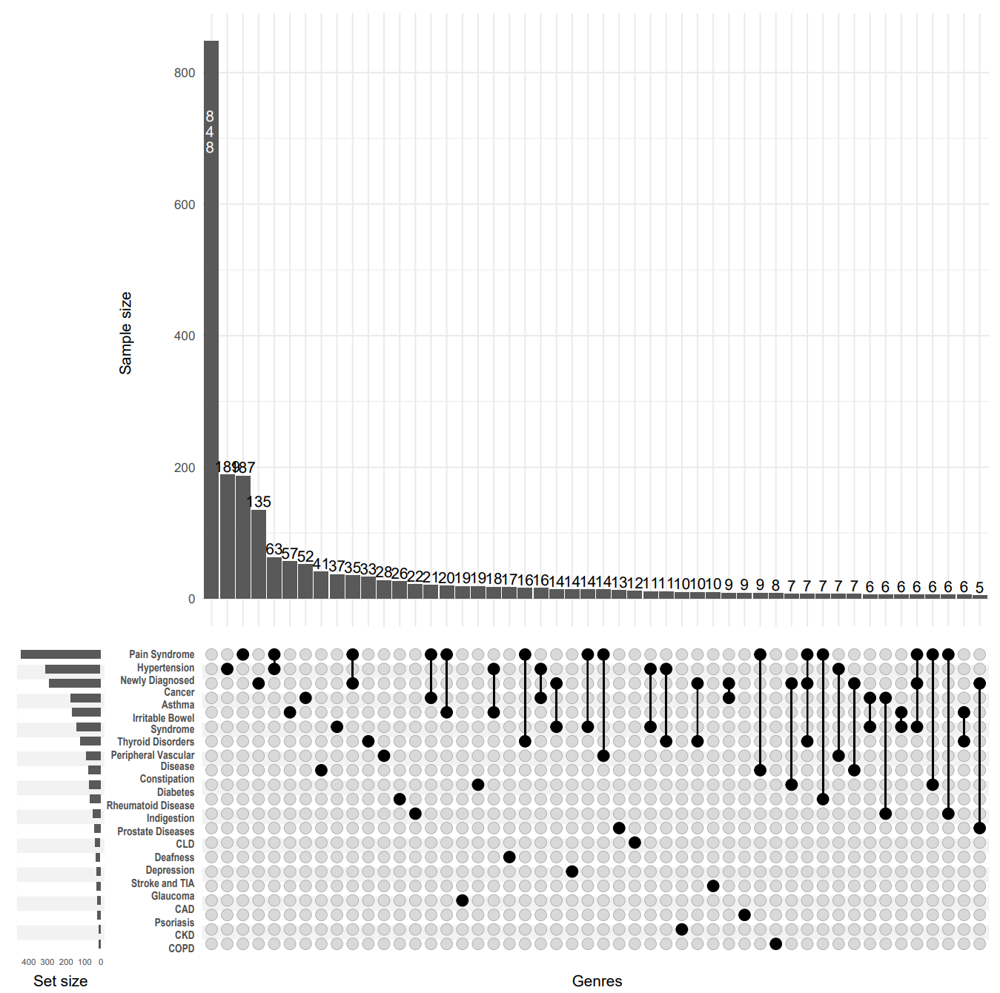 800
600
400
200
0
Sample size
8
4
8
189
187
135
63
57
52
41
37
35
33
28
26
22
21
20
19
19
18
17
16
16
14
14
14
14
13
12
11
11
10
10
10
9
9
9
8
7
7
7
7
7
6
6
6
6
6
6
6
5
Pain Syndrome
Hypertension
Newly Diagnosed
Cancer
Asthma
Irritable Bowel
Syndrome
Thyroid Disorders
Peripheral Vascular
Disease
Constipation
Diabetes
Rheumatoid Disease
Indigestion
Prostate Diseases
CLD
Deafness
Depression
Stroke and TIA
Glaucoma
CAD
Psoriasis
CKD
COPD
400 300 200 100 0
Set size
Genres